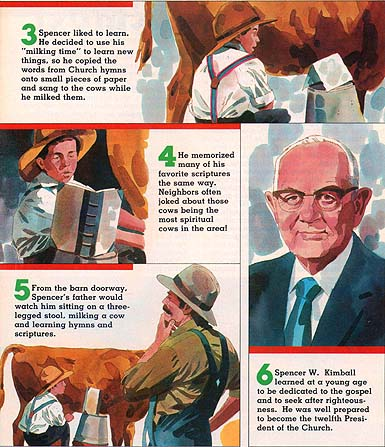 3 Spencer liked to learn.
He decided to use his
"milking time" to learn new
things, so he copied the
words from Church hymns
onto small pieces of paper
and sang to the cows while
he milked them.
4 He memorized
many of his
favorite scriptures
the same way.
Neighbors often
joked about those
cows being the
most spiritual
cows in the area!
5 From the barn doorway,
Spencer's father would
watch him sitting on a three-
legged stool, milking a cow
and learning hymns and
scriptures.
6 Spencer W. Kimball
learned at a young age
to be dedicated to the gospel
and to seek after righteous-
ness. He was well prepared
to become the twelfth Presi-
dent of the Church.